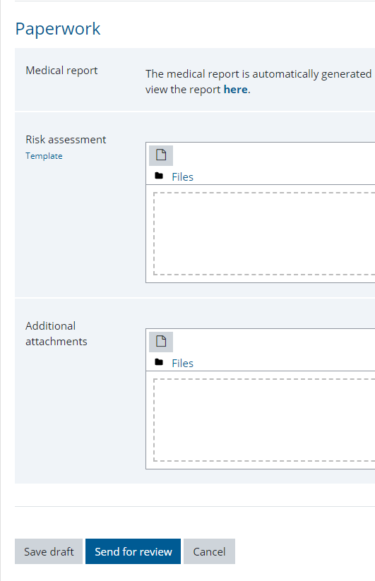 Paperwork
Medical report
The medical report is automatically generated
view the report here.
Risk assessment
Template
Files
Additional
attachments
Files
Save draft
Send for review
Cancel